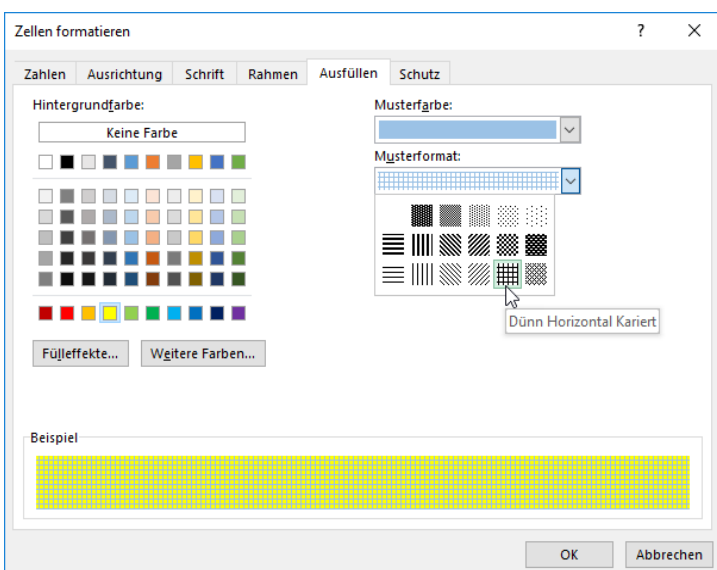 Zellen formatieren
?
Zahlen Ausrichtung Schrift Rahmen Ausfüllen Schutz
Hintergrundfarbe:
Keine Farbe
Musterfarbe:
Musterformat:
Dünn Horizontal Kariert
Fülleffekte... Weitere Farben...
Beispiel
OK Abbrechen